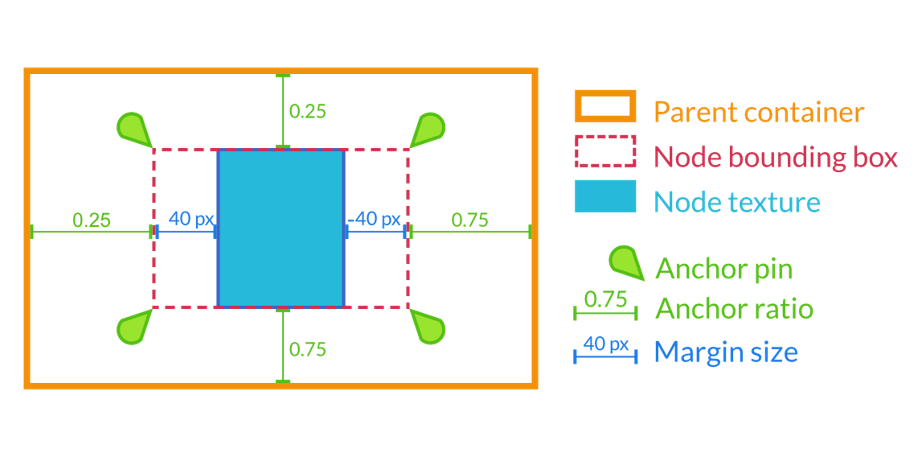 0.25
0.25
40 px
-40 px
0.75
0.75
Parent container
Node bounding box
Node texture
Anchor pin
0.75
Anchor ratio
40 px
Margin size